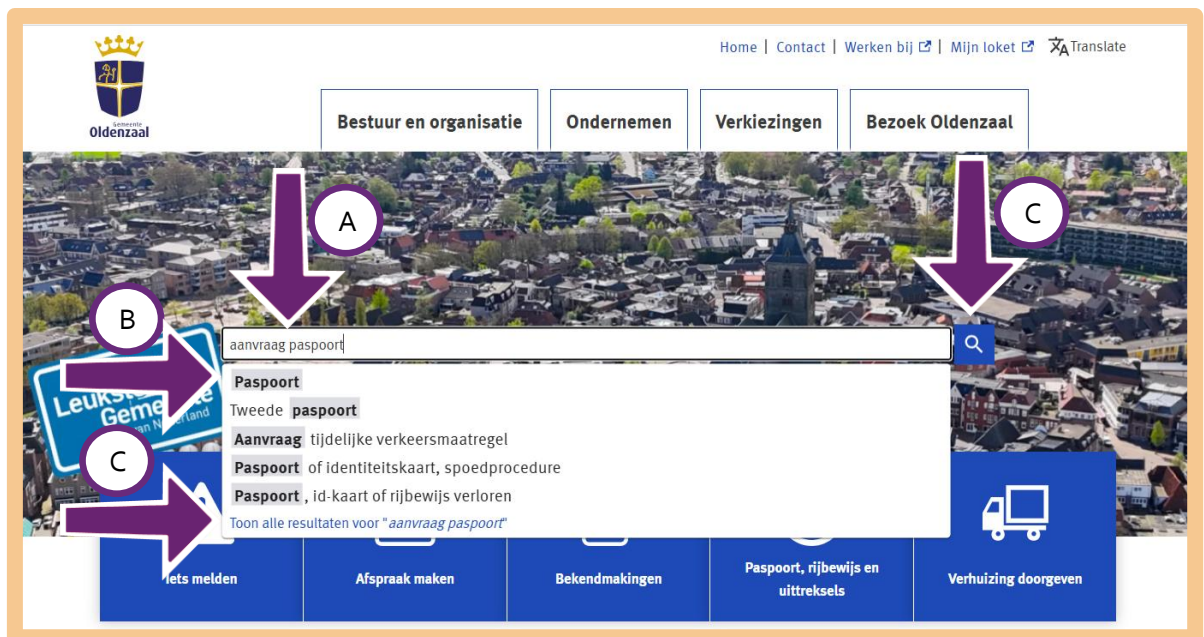 Home | Contact | Werken bij | Mijn loket | Translate
Gemeente
Oldenzaal
Bestuur en organisatie
Ondernemen
Verkiezingen
Bezoek Oldenzaal
A
C
B
aanvraag paspoort
Paspoort
Tweede paspoort
Aanvraag tijdelijke verkeersmaatregel
Paspoort of identiteitskaart, spoedprocedure
Paspoort, id-kaart of rijbewijs verloren
Toon alle resultaten voor "aanvraag paspoort"
Gemeente
C
Iets melden
Afspraak maken
Bekendmakingen
Paspoort, rijbewijs en
uittreksels
Verhuizing doorgeven